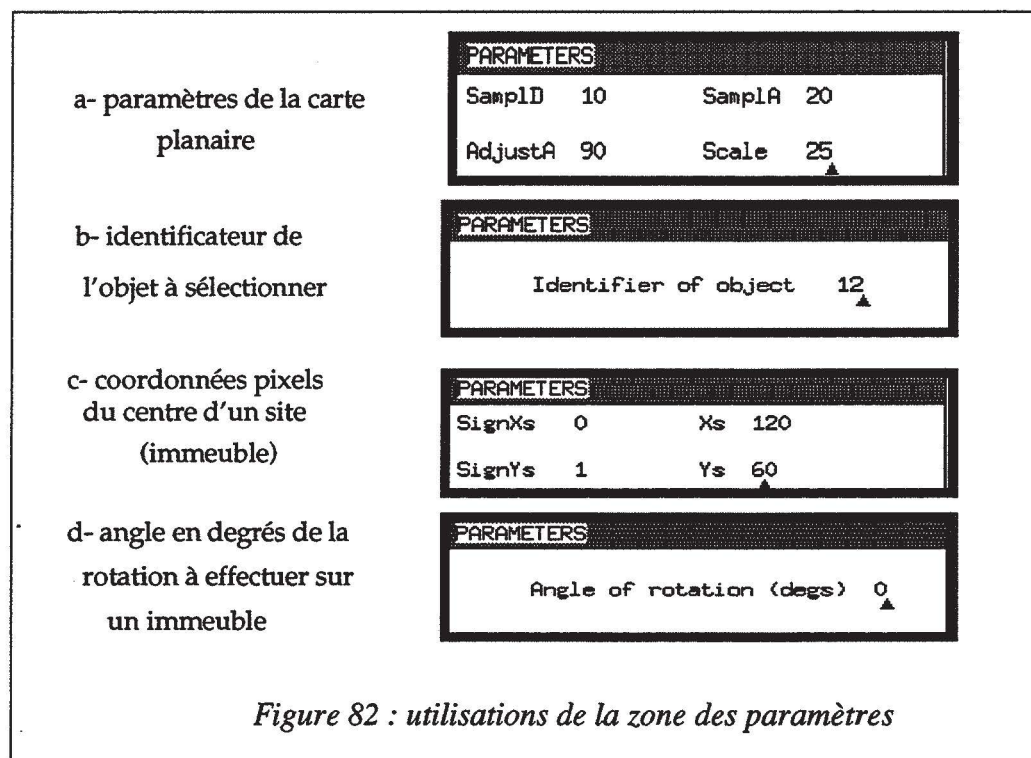 a- paramètres de la carte
planaire
PARAMETERS
SamplD 10 SamplA 20
AdjustA 90 Scale 25
b- identificateur de
l'objet à sélectionner
PARAMETERS
Identifier of object 12
c- coordonnées pixels
du centre d'un site
(immeuble)
PARAMETERS
SignXs 0 Xs 120
SignYs 1 Ys 60
d- angle en degrés de la
rotation à effectuer sur
un immeuble
PARAMETERS
Angle of rotation (degs) 0
Figure 82 : utilisations de la zone des paramètres